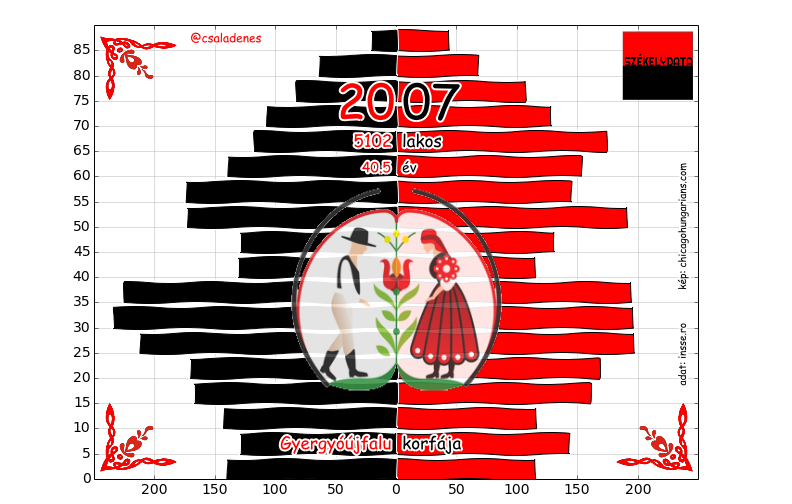 @csaladenes
SZÉKELYDATA
2007
5102 lakos
40.5 év
Gyergyóújfalu korfája
kép: chicagohungarians.com
adat: insse.ro
85
80
75
70
65
60
55
50
45
40
35
30
25
20
15
10
5
0
200 150 100 50 0 50 100 150 200